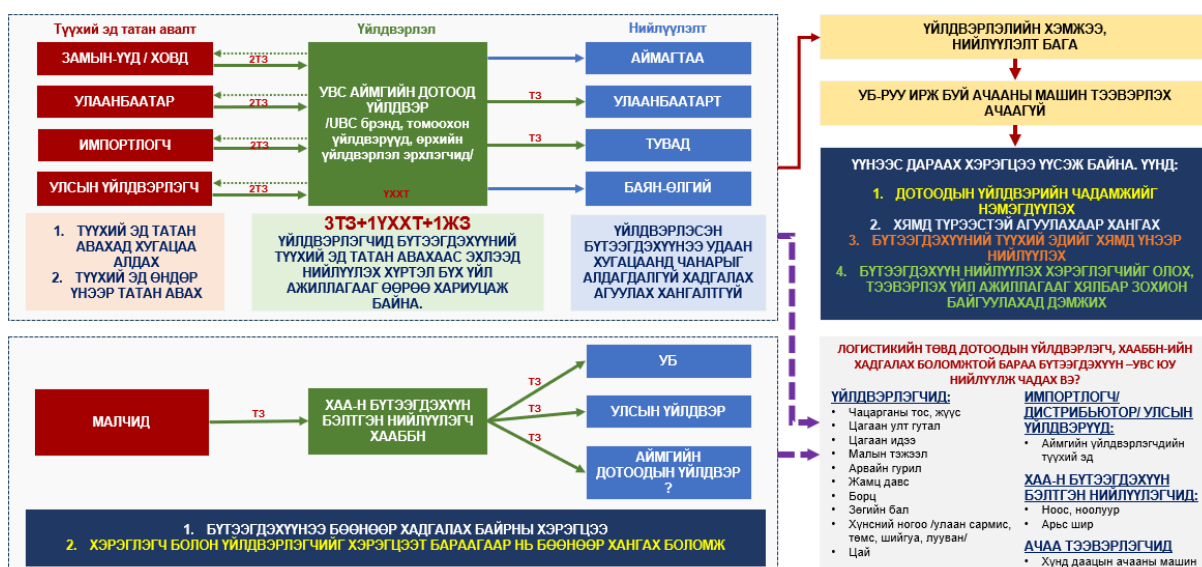 Түүхий эд татан авалт
ЗАМЫН-ҮҮД / ХОВД
2ТЗ
УЛААНБААТАР
2ТЗ
ИМПОРТЛОГЧ
2ТЗ
УЛСЫН ҮЙЛДВЭРЛЭГЧ
2ТЗ
1. ТҮҮХИЙ ЭД ТАТАН
АВАХАД ХУГАЦАА
АЛДАХ
2. ТҮҮХИЙ ЭД ӨНДӨР
ҮНЭЭР ТАТАН АВАХ
Үйлдвэрлэл
УВС АЙМГИЙН ДОТООД
ҮЙЛДВЭР
/UВС брэнд, томоохон
үйлдвэрүүд, өрхийн
үйлдвэрлэл эрхлэгчид/
ҮХХТ
3ТЗ+1ҮХХТ+1ЖЗ
ҮЙЛДВЭРЛЭГЧИД БҮТЭЭГДЭХҮҮНИЙ
ТҮҮХИЙ ЭД ТАТАН АВАХААС ЭХЛЭЭД
НИЙЛҮҮЛЭХ ХҮРТЭЛ БҮХ ҮЙЛ
АЖИЛЛАГААГ ӨӨРӨӨ ХАРИУЦАЖ
БАЙНА.
Нийлүүлэлт
АЙМАГТАА
ТЗ
УЛААНБААТАРТ
ТЗ
ТУВАД
БАЯН-ӨЛГИЙ
ҮЙЛДВЭРЛЭСЭН
БҮТЭЭГДЭХҮҮНЭЭ УДААН
ХУГАЦААНД ЧАНАРЫГ
АЛДАГДАЛГҮЙ ХАДГАЛАХ
АГУУЛАХ ХАНГАЛТГҮЙ
ҮЙЛДВЭРЛЭЛИЙН ХЭМЖЭЭ,
НИЙЛҮҮЛЭЛТ БАГА
УБ-РУУ ИРЖ БУЙ АЧААНЫ МАШИН ТЭЭВЭРЛЭХ
АЧААГҮЙ
ҮҮНЭЭС ДАРААХ ХЭРЭГЦЭЭ ҮҮСЭЖ БАЙНА. ҮҮНД:
1. ДОТООДЫН ҮЙЛДВЭРИЙН ЧАДАМЖИЙГ
НЭМЭГДҮҮЛЭХ
2. ХЯМД ТҮРЭЭСТЭЙ АГУУЛАХААР ХАНГАХ
3. БҮТЭЭГДЭХҮҮНИЙ ТҮҮХИЙ ЭДИЙГ ХЯМД ҮНЭЭР
НИЙЛҮҮЛЭХ
4. БҮТЭЭГДЭХҮҮН НИЙЛҮҮЛЭХ ХЭРЭГЛЭГЧИЙГ ОЛОХ,
ТЭЭВЭРЛЭХ ҮЙЛ АЖИЛЛАГААГ ХЯЛБАР ЗОХИОН
БАЙГУУЛАХАД ДЭМЖИХ
МАЛЧИД
ТЗ
ХАА-Н БҮТЭЭГДЭХҮҮН
БЭЛТГЭН НИЙЛҮҮЛЭГЧ
ХААББН
ТЗ
УБ
ТЗ
УЛСЫН ҮЙЛДВЭР
ТЗ
АЙМГИЙН
ДОТООДЫН ҮЙЛДВЭР
?
1. БҮТЭЭГДЭХҮҮНЭЭ БӨӨНӨӨР ХАДГАЛАХ БАЙРНЫ ХЭРЭГЦЭЭ
2. ХЭРЭГЛЭГЧ БОЛОН ҮЙЛДВЭРЛЭГЧИЙГ ХЭРЭГЦЭЭТ БАРААГААР НЬ БӨӨНӨӨР ХАНГАХ БОЛОМЖ
ЛОГИСТИКИЙН ТӨВД ДОТООДЫН ҮЙЛДВЭРЛЭГЧ, ХААББН-ИЙН
ХАДГАЛАХ БОЛОМЖТОЙ БАРАА БҮТЭЭГДЭХҮҮН –УВС ЮУ
НИЙЛҮҮЛЖ ЧАДАХ ВЭ?
ҮЙЛДВЭРЛЭГЧИД:
• Чацарганы тос, жүүс
• Цагаан улт гутал
• Цагаан идээ
• Малын тэжээл
• Арвайн гурил
• Жамц давс
• Борц
• Зөгийн бал
• Хүнсний ногоо /улаан сармис,
төмс, шийгуа, лууван/
• Цай
ИМПОРТЛОГЧ/
ДИСТРИБЬЮТОР/ УЛСЫН
ҮЙЛДВЭРҮҮД:
• Аймгийн үйлдвэрлэгчдийн
түүхий эд
ХАА-Н БҮТЭЭГДЭХҮҮН
БЭЛТГЭН НИЙЛҮҮЛЭГЧИД:
• Ноос, ноолуур
• Арьс шир
АЧАА ТЭЭВЭРЛЭГЧИД
• Хүнд даацын ачааны машин